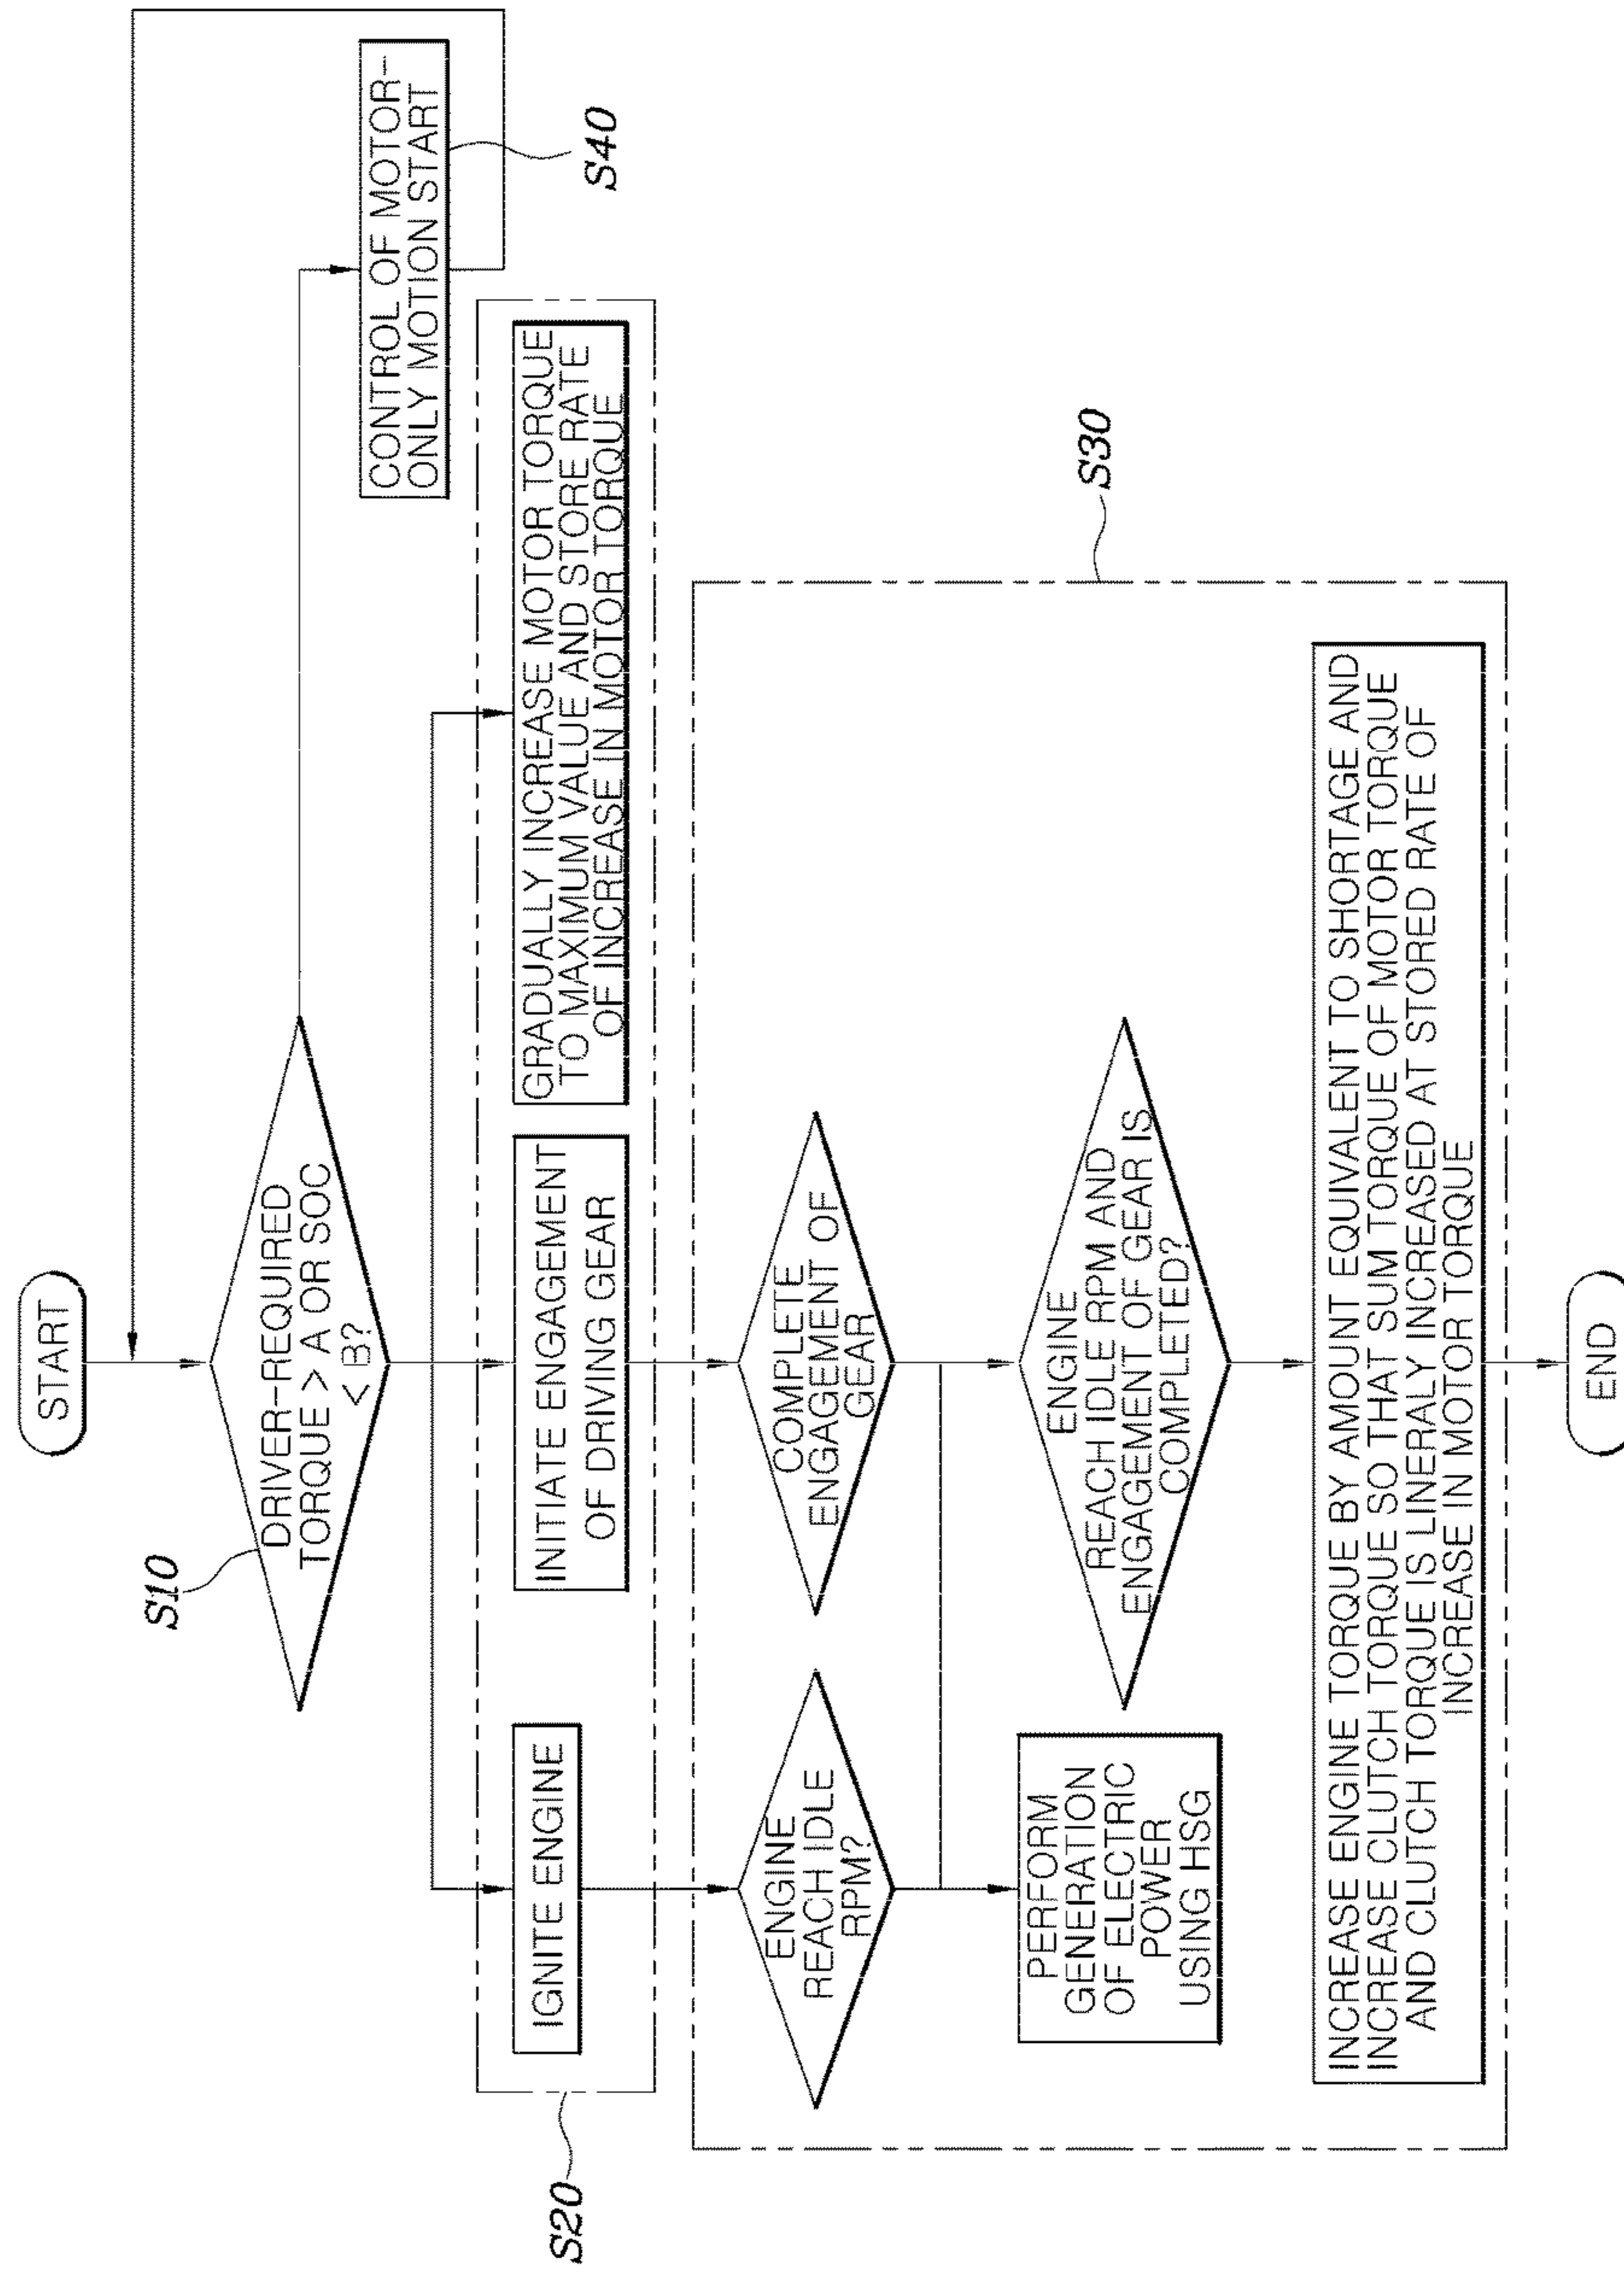 START
S10
DRIVER-REQUIRED
TORQUE > A OR SOC
< B?
CONTROL OF MOTOR-
ONLY MOTION START
S40
S20
IGNITE ENGINE
INITIATE ENGAGEMENT
OF DRIVING GEAR
GRADUALLY INCREASE MOTOR TORQUE
TO MAXIMUM VALUE AND STORE RATE
OF INCREASE IN MOTOR TORQUE
S30
ENGINE
REACH IDLE
RPM?
COMPLETE
ENGAGEMENT OF
GEAR
PERFORM
GENERATION
OF ELECTRIC
POWER
USING HSG
ENGINE
REACH IDLE RPM AND
ENGAGEMENT OF GEAR IS
COMPLETED?
INCREASE ENGINE TORQUE BY AMOUNT EQUIVALENT TO SHORTAGE AND
INCREASE CLUTCH TORQUE SO THAT SUM TORQUE OF MOTOR TORQUE
AND CLUTCH TORQUE IS LINERALY INCREASED AT STORED RATE OF
INCREASE IN MOTOR TORQUE
END